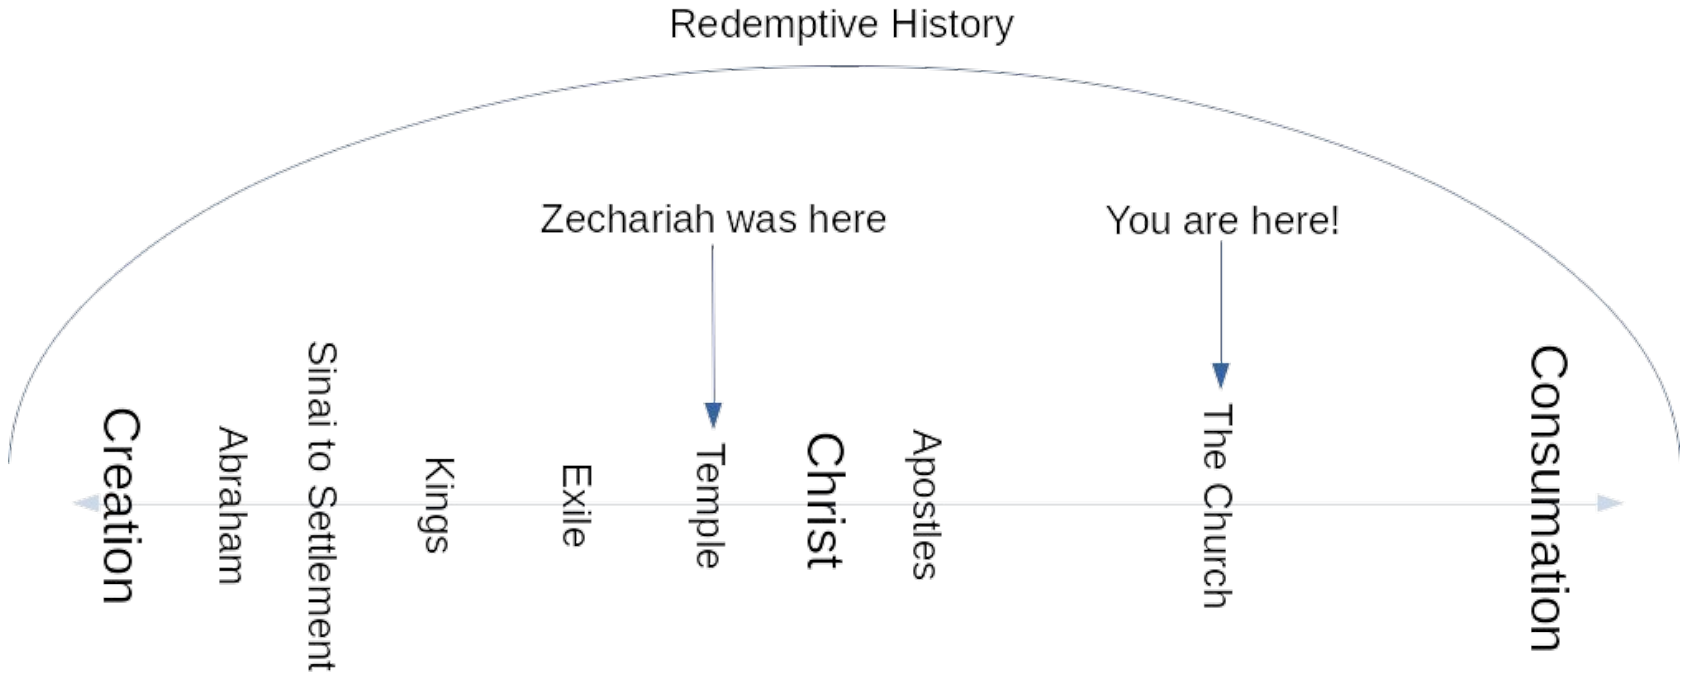 Redemptive History
Zechariah was here
You are here!
Creation
Abraham
Sinai to Settlement
Kings
Exile
Temple
Christ
Apostles
The Church
Consumation